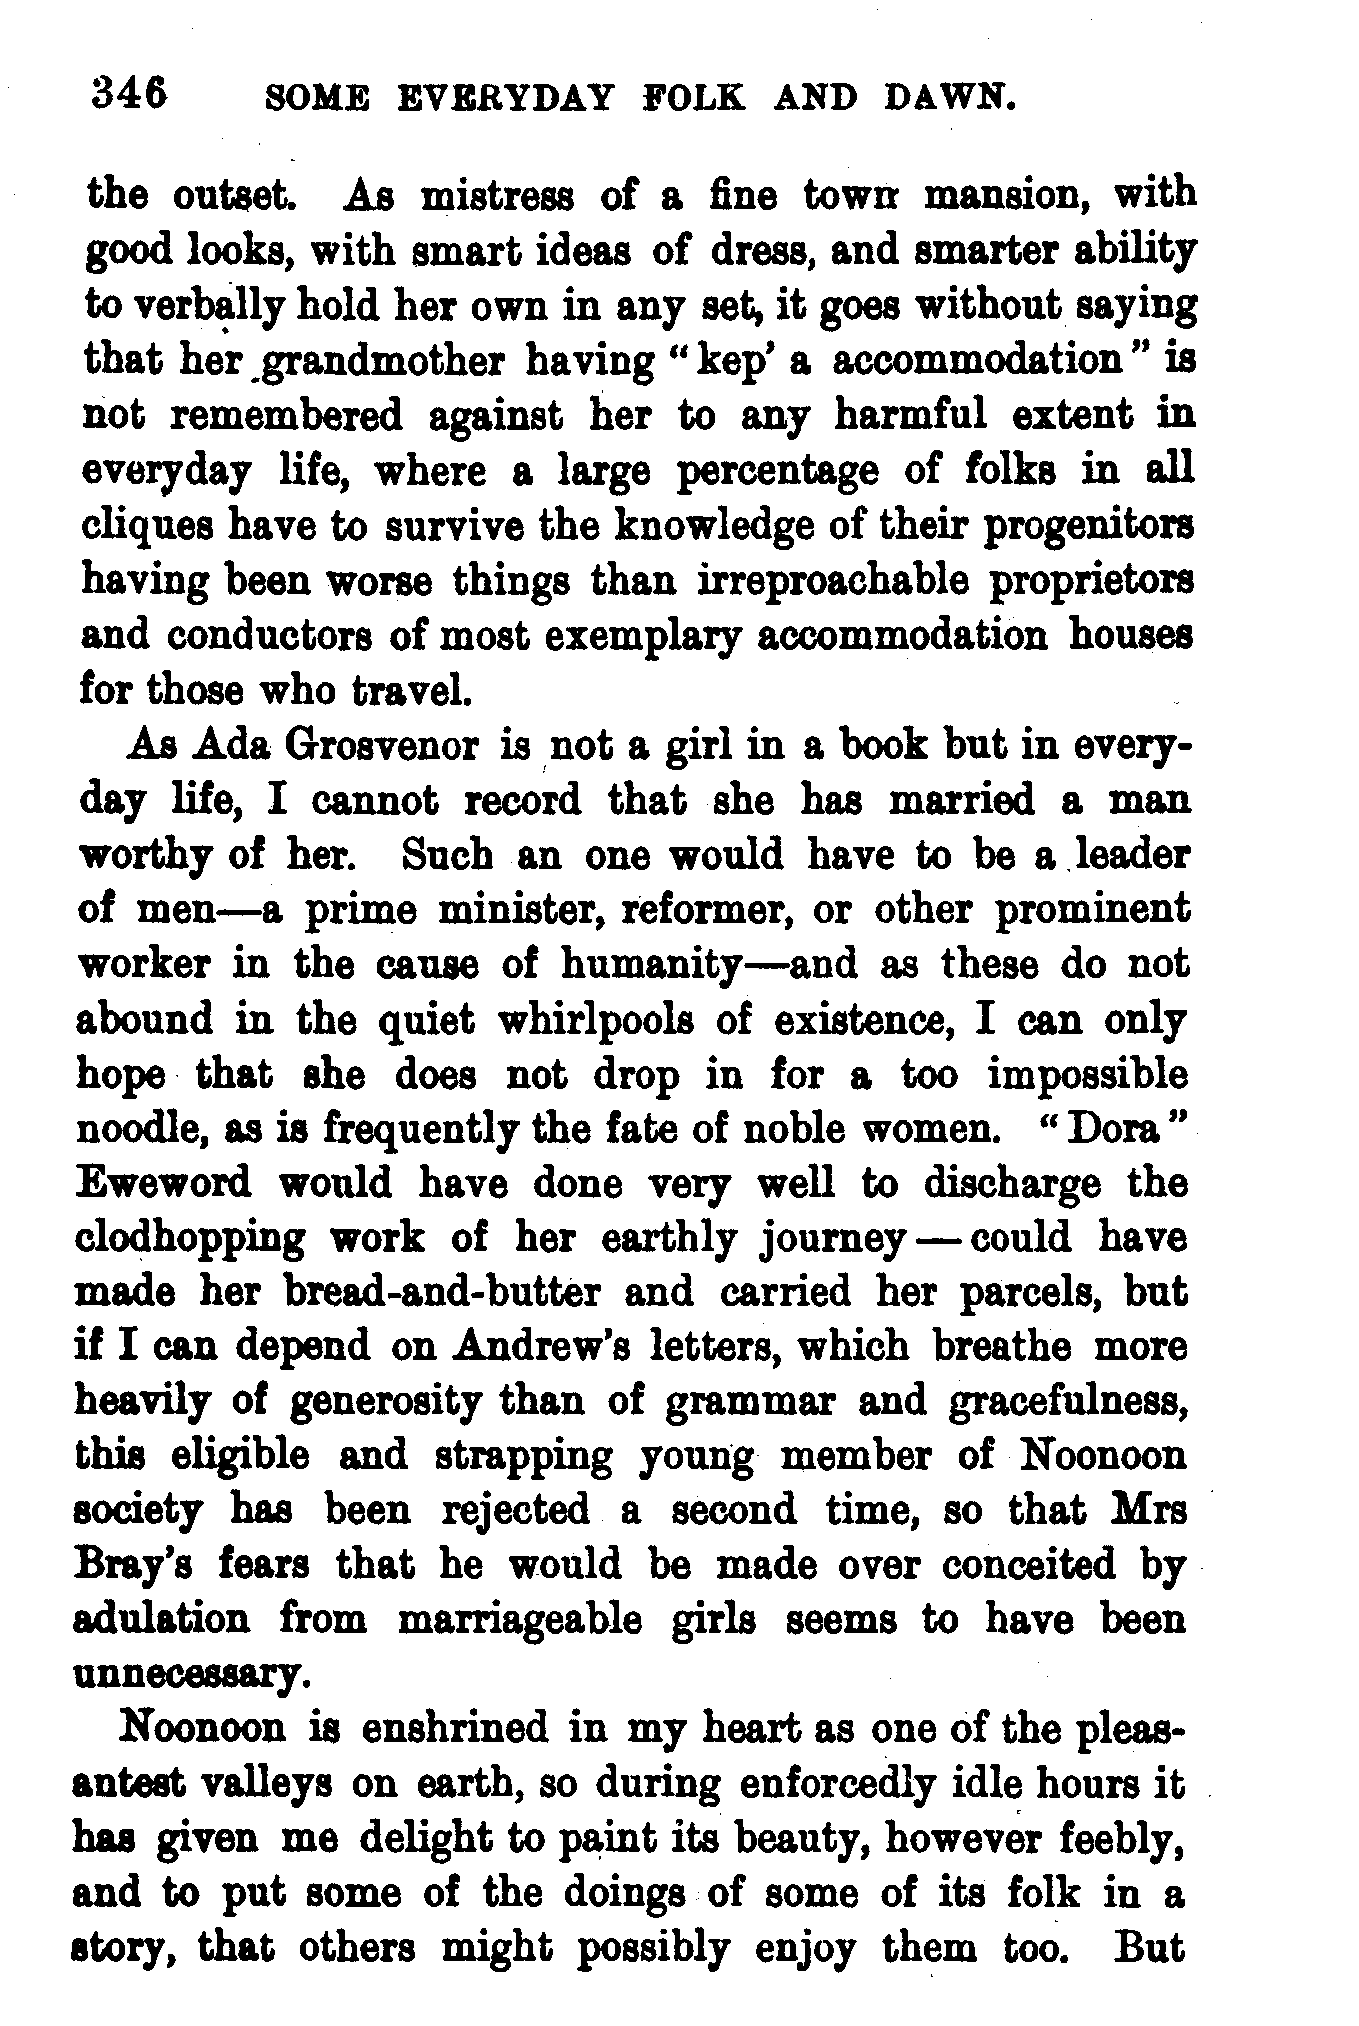 346 SOME EVERYDAY FOLK AND DAWN.
the outset. As mistress of a fine town mansion, with
good looks, with smart ideas of dress, and smarter ability
to verbally hold her own in any set, it goes without saying
that her grandmother having “kep’ a accommodation” is
not remembered against her to any harmful extent in
everyday life, where a large percentage of folks in all
cliques have to survive the knowledge of their progenitors
having been worse things than irreproachable proprietors
and conductors of most exemplary accommodation houses
for those who travel.
As Ada Grosvenor is not a girl in a book but in every-
day life, I cannot record that she has married a man
worthy of her. Such an one would have to be a leader
of men—a prime minister, reformer, or other prominent
worker in the cause of humanity—and as these do not
abound in the quiet whirlpools of existence, I can only
hope that she does not drop in for a too impossible
noodle, as is frequently the fate of noble women. “Dora”
Eweword would have done very well to discharge the
clodhopping work of her earthly journey—could have
made her bread-and-butter and carried her parcels, but
if I can depend on Andrew’s letters, which breathe more
heavily of generosity than of grammar and gracefulness,
this eligible and strapping young member of Noonoon
society has been rejected a second time, so that Mrs
Bray’s fears that he would be made over conceited by
adulation from marriageable girls seems to have been
unnecessary.
Noonoon is enshrined in my heart as one of the pleas-
antest valleys on earth, so during enforcedly idle hours it
has given me delight to paint its beauty, however feebly,
and to put some of the doings of some of its folk in a
story, that others might possibly enjoy them too. But